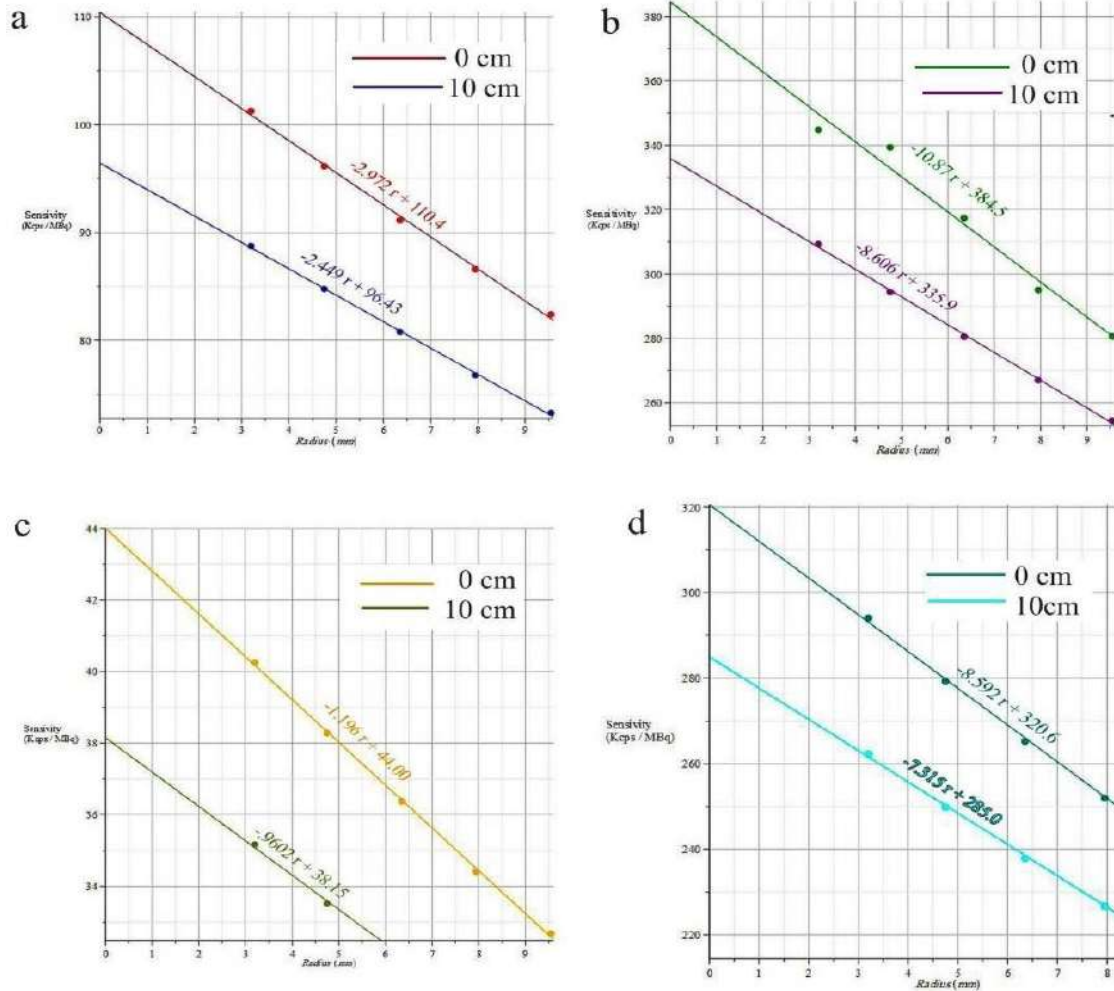 a
110
100
90
80
Sensivity
(Kcps / MBq)
0 cm
10 cm
-2.972 r + 110.4
-2.449 r + 96.43
0 1 2 3 4 5 6 7 8 9
Radius (mm)
b
380
360
340
320
300
280
260
Sensitivity
(Kcps / MBq)
0 cm
10 cm
-10.87 r + 384.5
-8.606 r + 335.9
0 1 2 3 4 5 6 7 8 9
Radius (mm)
c
44
42
40
38
36
34
Sensivity
(Kcps / MBq)
0 cm
10 cm
-1.196 r + 44.00
-.9602 r + 38.15
0 1 2 3 4 5 6 7 8 9
Radius (mm)
d
320
300
280
260
240
220
Sensitivity
(Kcps / MBq)
0 cm
10cm
-8.592 r + 320.6
-7.315 r + 285.0
0 1 2 3 4 5 6 7 8
Radius (mm)